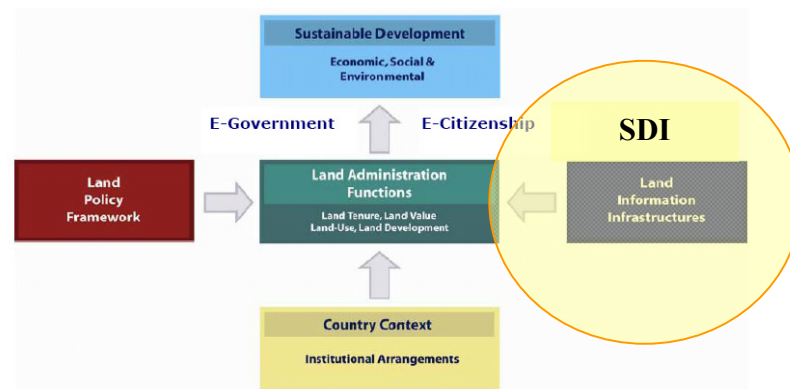 Sustainable Development
Economic, Social &
Environmental
E-Government
E-Citizenship
SDI
Land
Policy
Framework
Land Administration
Functions
Land Tenure, Land Value
Land-Use, Land Development
Land
Information
Infrastructures
Country Context
Institutional Arrangements